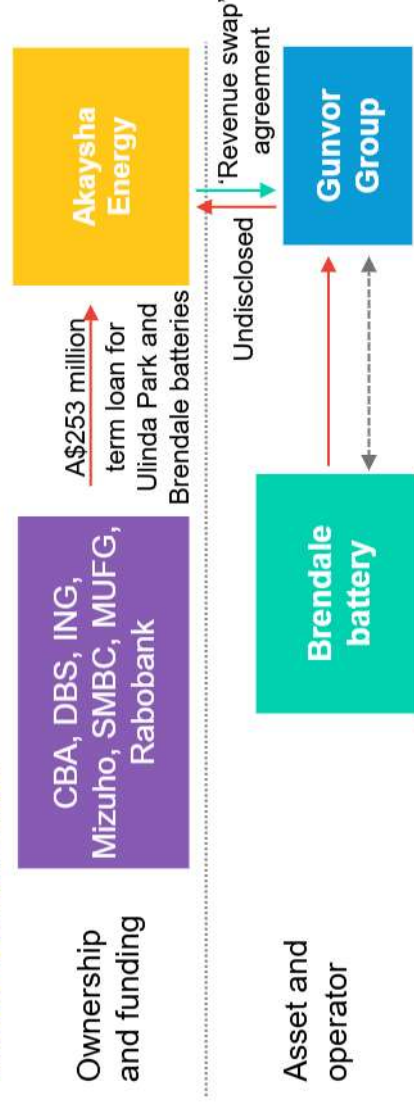 Ownership
and funding
CBA, DBS, ING,
Mizuho, SMBC, MUFG,
Rabobank
A$253 million
term loan for
Ulinda Park and
Brendale batteries
Akaysha
Energy
Undisclosed
‘Revenue swap’
agreement
Asset and
operator
Brendale
battery
Gunvor
Group